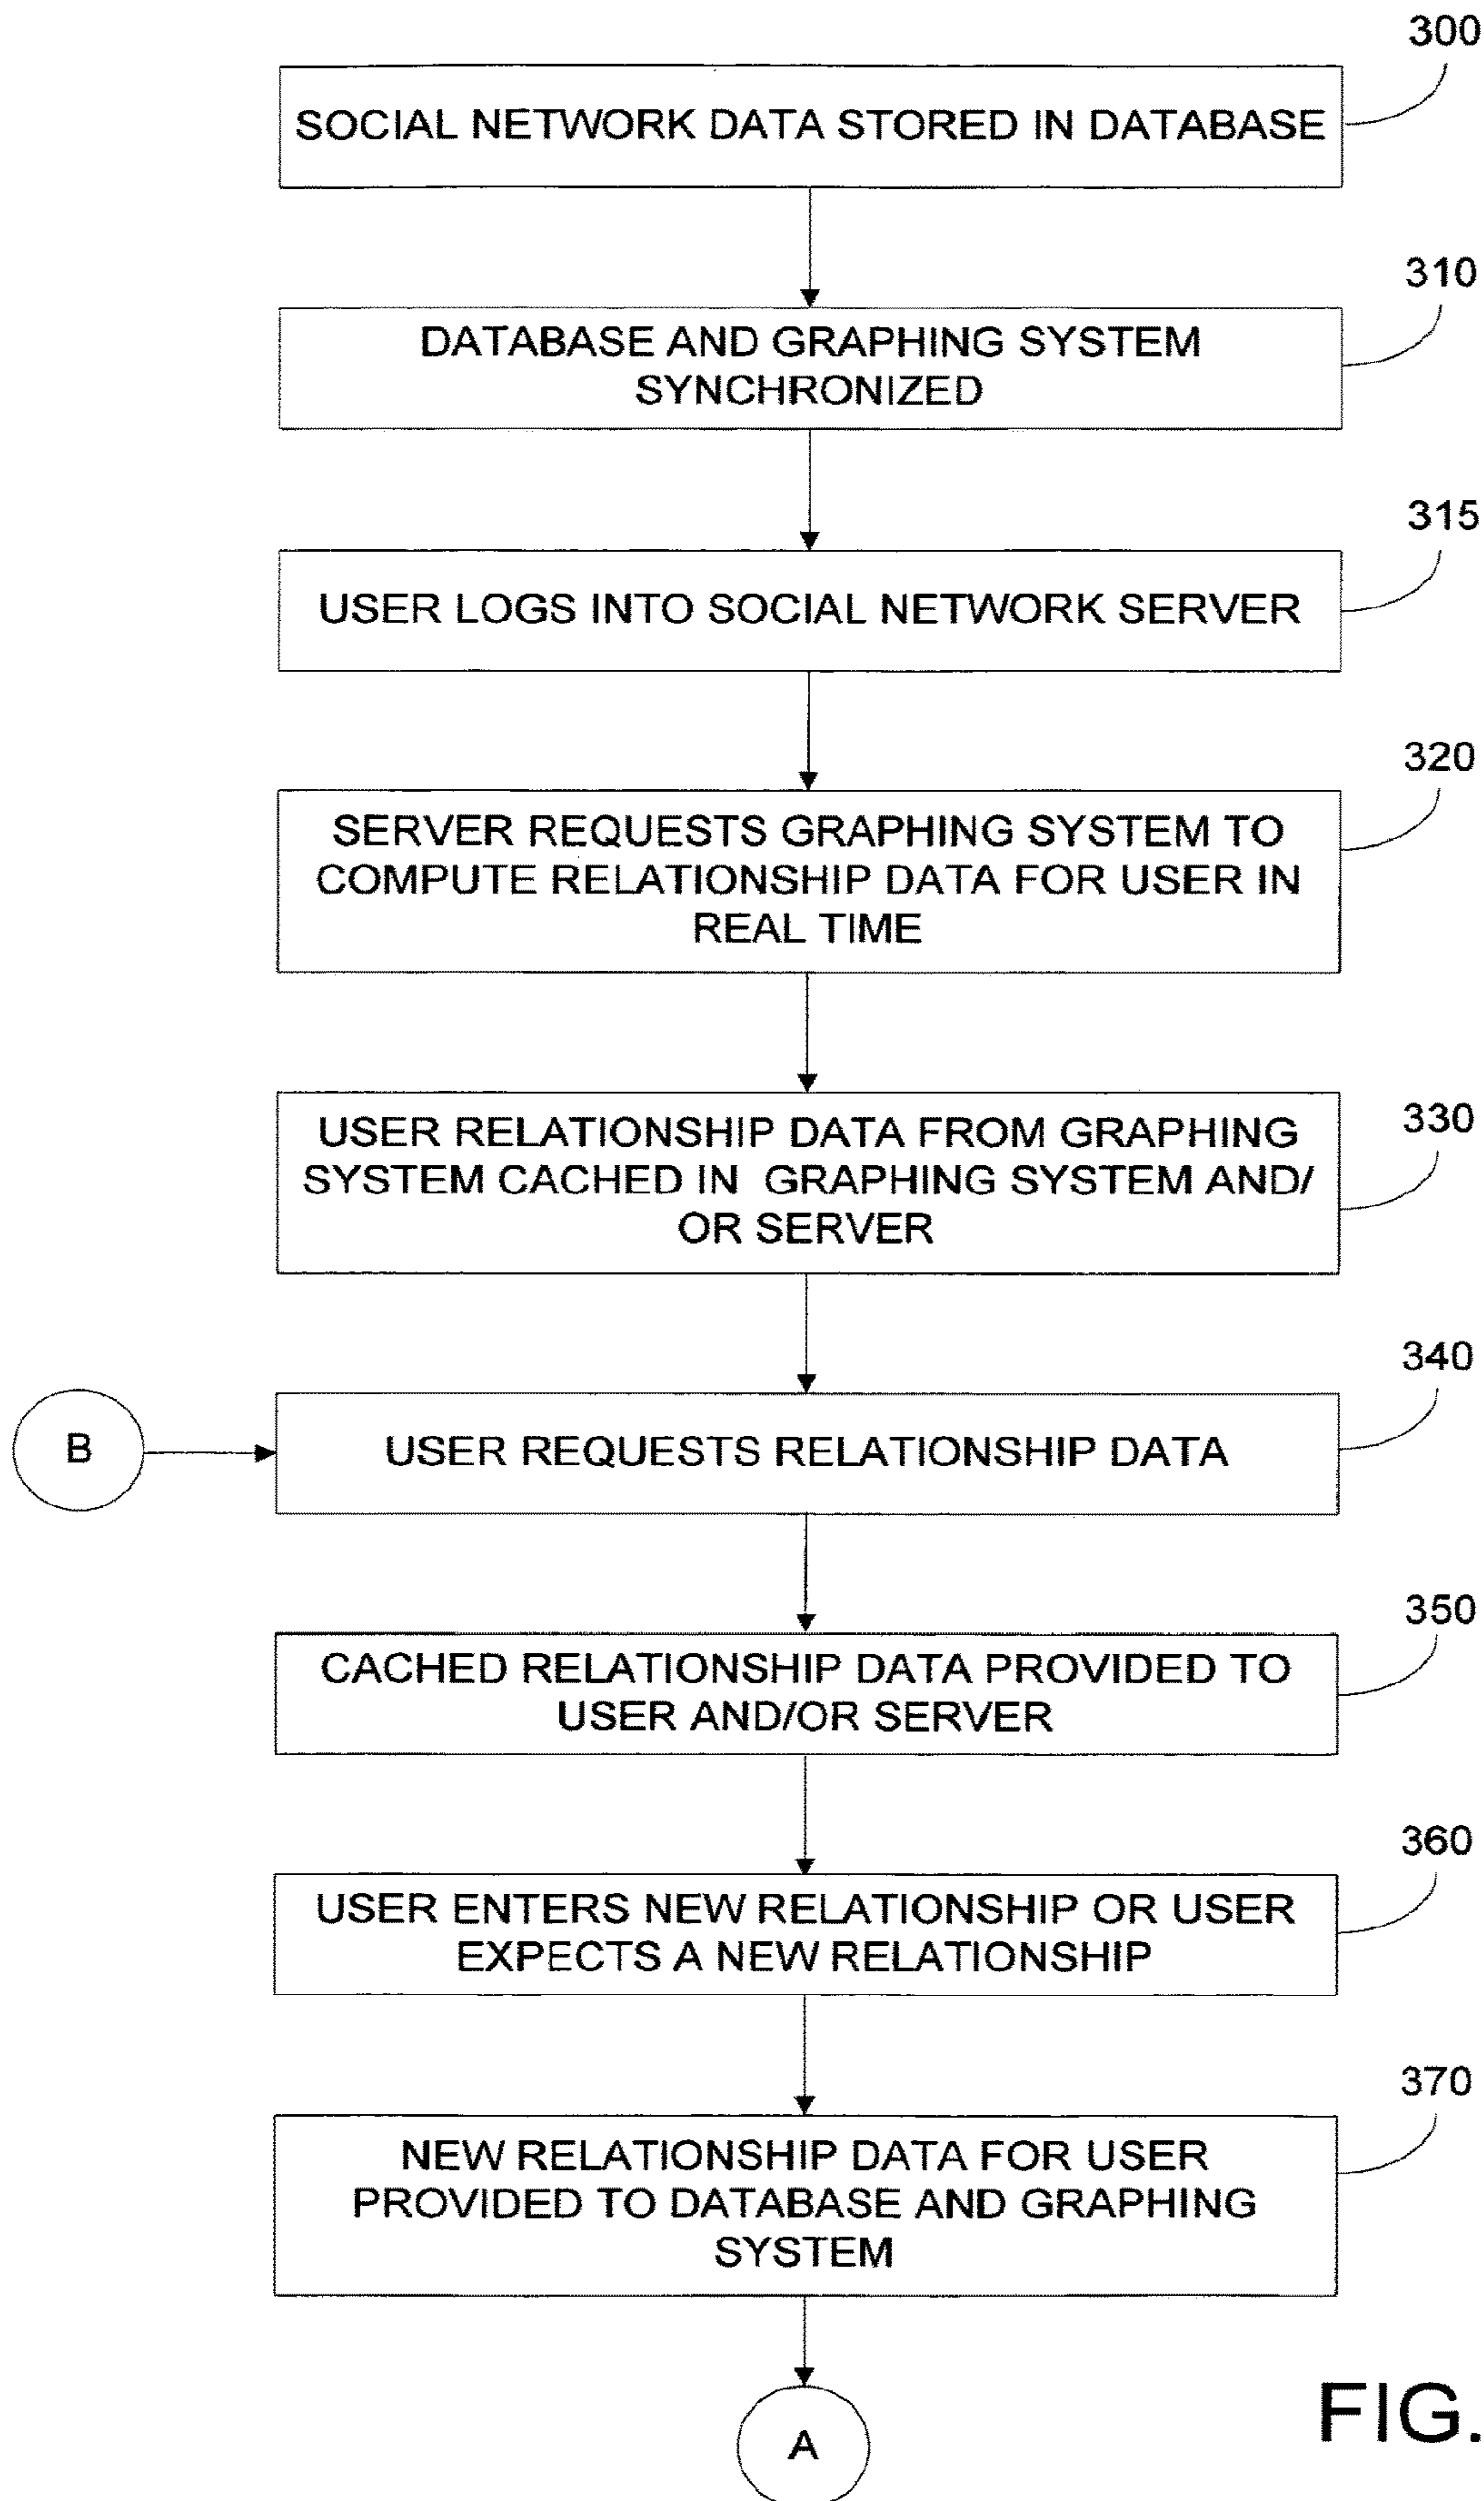 300
SOCIAL NETWORK DATA STORED IN DATABASE
310
DATABASE AND GRAPHING SYSTEM
SYNCHRONIZED
315
USER LOGS INTO SOCIAL NETWORK SERVER
320
SERVER REQUESTS GRAPHING SYSTEM TO
COMPUTE RELATIONSHIP DATA FOR USER IN
REAL TIME
330
USER RELATIONSHIP DATA FROM GRAPHING
SYSTEM CACHED IN GRAPHING SYSTEM AND/
OR SERVER
340
B
USER REQUESTS RELATIONSHIP DATA
350
CACHED RELATIONSHIP DATA PROVIDED TO
USER AND/OR SERVER
360
USER ENTERS NEW RELATIONSHIP OR USER
EXPECTS A NEW RELATIONSHIP
370
NEW RELATIONSHIP DATA FOR USER
PROVIDED TO DATABASE AND GRAPHING
SYSTEM
A
FIG.